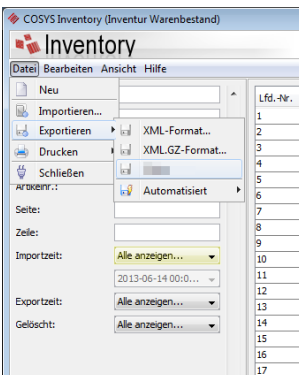 COSYS Inventory (Inventur Warenbestand)
Inventory
Datei Bearbeiten Ansicht Hilfe
Neu
Importieren...
Exportieren
Drucken
Schließen
XML-Format...
XML.GZ-Format...
Automatisiert
Artikelnr.:
Seite:
Zeile:
Importzeit:
Alle anzeigen...
2013-06-14 00:0...
Exportzeit:
Alle anzeigen...
Gelöscht:
Alle anzeigen...
Lfd.-Nr.
1
2
3
4
5
6
7
8
9
10
11
12
13
14
15
16
17